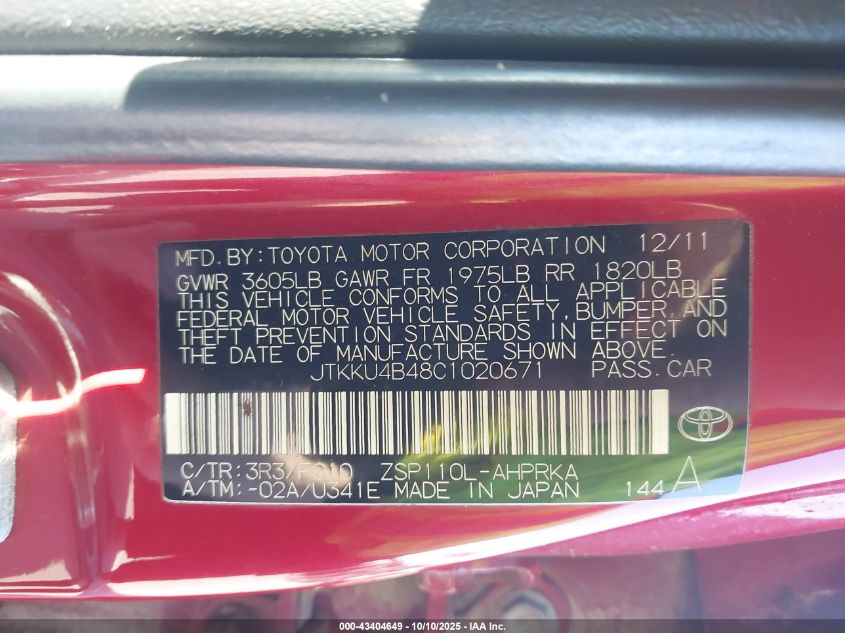 MFD. BY: TOYOTA MOTOR CORPORATION 12/11
GVWR 3605LB GAWR FR 1975LB RR 1820LB
THIS VEHICLE CONFORMS TO ALL APPLICABLE
FEDERAL MOTOR VEHICLE SAFETY, BUMPER, AND
THEFT PREVENTION STANDARDS IN EFFECT ON
THE DATE OF MANUFACTURE SHOWN ABOVE.
JTKKU4B48C1020671 PASS. CAR
C/TR: 3R3/FC10 ZSP110L-AHPRKA
A/TM: -02A/U341E MADE IN JAPAN 144 A
000-43404649 - 10/10/2025 - IAA Inc.